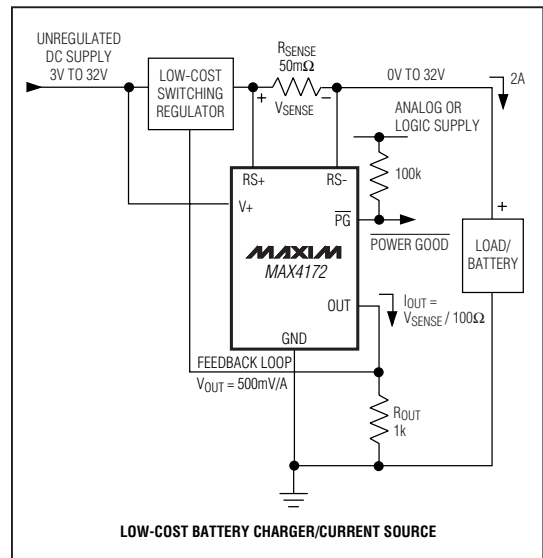 UNREGULATED
DC SUPPLY
3V TO 32V
LOW-COST
SWITCHING
REGULATOR
RSENSE
50mΩ
+
−
VSENSE
0V TO 32V
2A
ANALOG OR
LOGIC SUPPLY
100k
RS+
RS-
V+
PG
POWER GOOD
MAXIM
MAX4172
+
LOAD/
BATTERY
OUT
IOUT =
VSENSE / 100Ω
GND
FEEDBACK LOOP
VOUT = 500mV/A
ROUT
1k
LOW-COST BATTERY CHARGER/CURRENT SOURCE